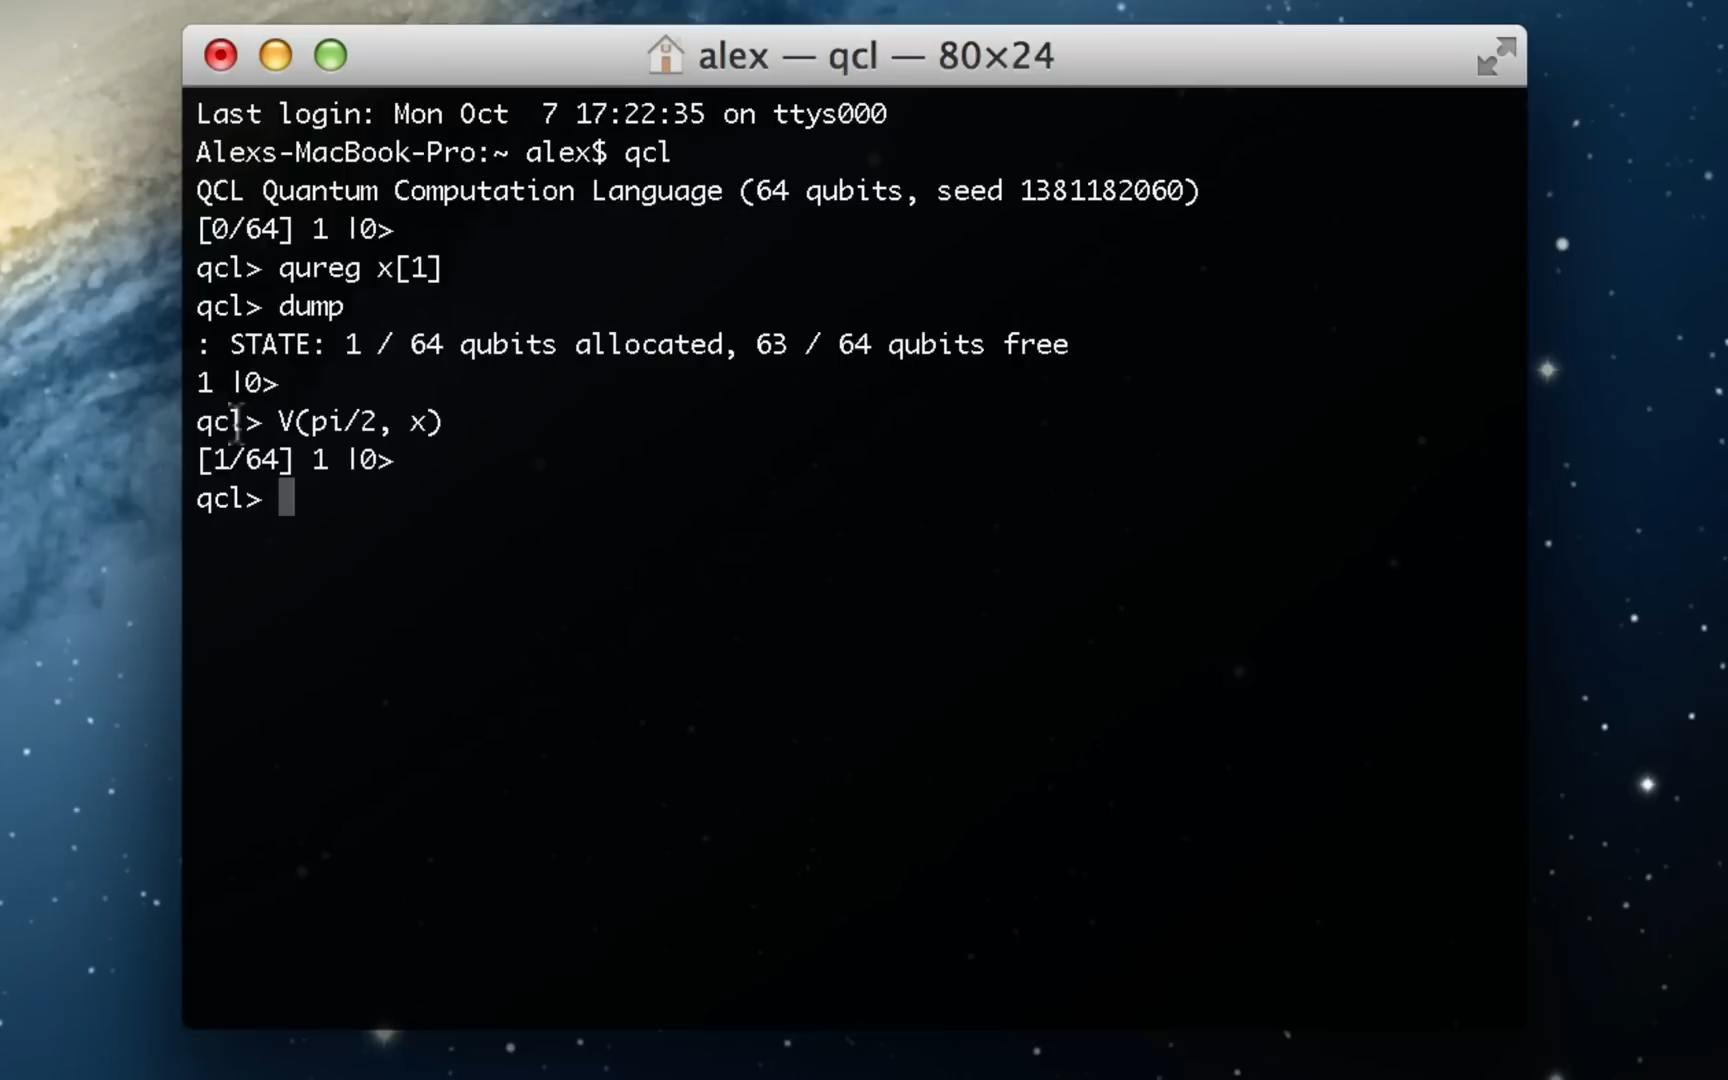 alex — qcl — 80×24
Last login: Mon Oct  7 17:22:35 on ttys000
Alexs-MacBook-Pro:~ alex$ qcl
QCL Quantum Computation Language (64 qubits, seed 1381182060)
[0/64] 1 |0>
qcl> qureg x[1]
qcl> dump
: STATE: 1 / 64 qubits allocated, 63 / 64 qubits free
1 |0>
qcl> V(pi/2, x)
[1/64] 1 |0>
qcl>